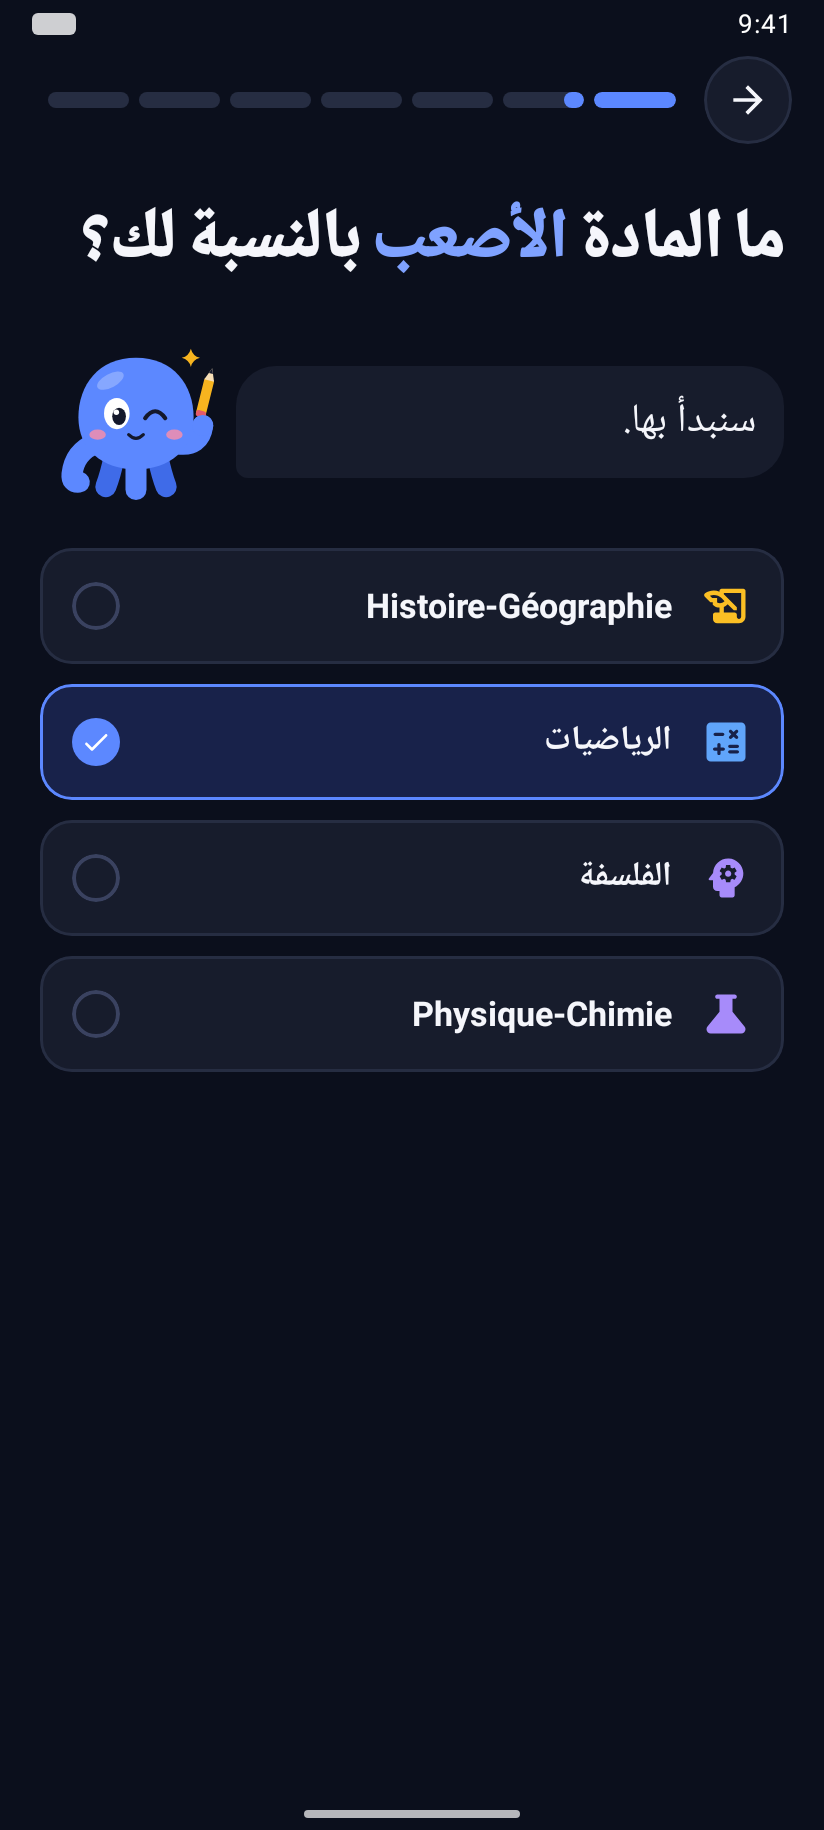 9:41
ما المادة الأصعب بالنسبة لك؟
سنبدأ بها.
Histoire-Géographie
الرياضيات
الفلسفة
Physique-Chimie